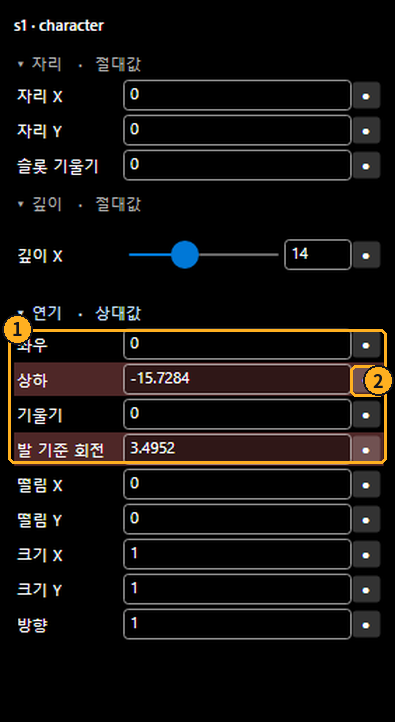 s1 · character
▾ 자리 · 절대값
자리 X 0
자리 Y 0
슬롯 기울기 0
▾ 깊이 · 절대값
깊이 X 14
▾ 연기 · 상대값
1
좌우 0
상하 -15.7284 2
기울기 0
발 기준 회전 3.4952
떨림 X 0
떨림 Y 0
크기 X 1
크기 Y 1
방향 1